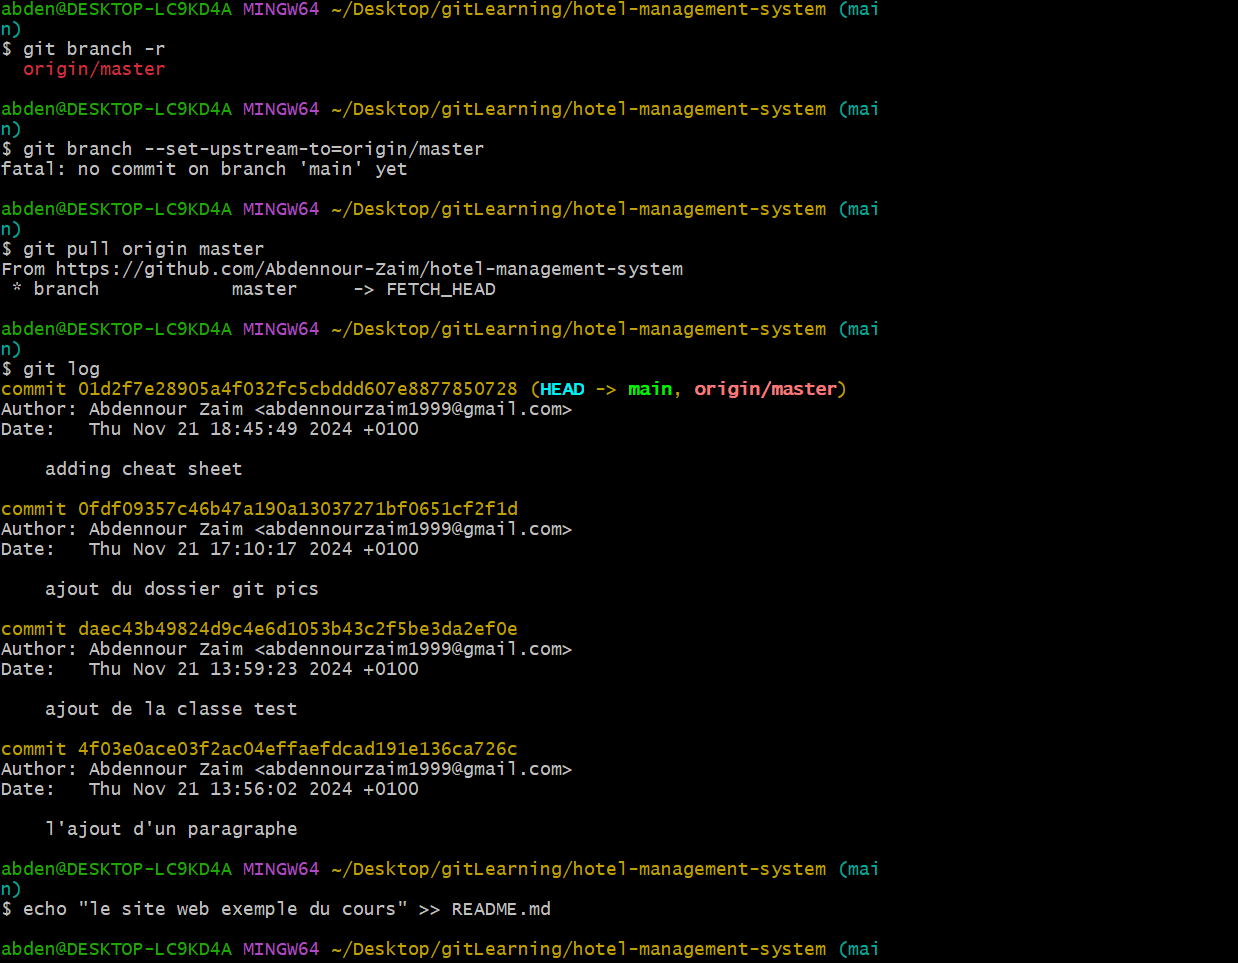 abden@DESKTOP-LC9KD4A MINGW64 ~/Desktop/gitLearning/hotel-management-system (mai
n)
$ git branch -r
  origin/master

abden@DESKTOP-LC9KD4A MINGW64 ~/Desktop/gitLearning/hotel-management-system (mai
n)
$ git branch --set-upstream-to=origin/master
fatal: no commit on branch 'main' yet

abden@DESKTOP-LC9KD4A MINGW64 ~/Desktop/gitLearning/hotel-management-system (mai
n)
$ git pull origin master
From https://github.com/Abdennour-Zaim/hotel-management-system
 * branch            master     -> FETCH_HEAD

abden@DESKTOP-LC9KD4A MINGW64 ~/Desktop/gitLearning/hotel-management-system (mai
n)
$ git log
commit 01d2f7e28905a4f032fc5cbddd607e8877850728 (HEAD -> main, origin/master)
Author: Abdennour Zaim <abdennourzaim1999@gmail.com>
Date:   Thu Nov 21 18:45:49 2024 +0100

    adding cheat sheet

commit 0fdf09357c46b47a190a13037271bf0651cf2f1d
Author: Abdennour Zaim <abdennourzaim1999@gmail.com>
Date:   Thu Nov 21 17:10:17 2024 +0100

    ajout du dossier git pics

commit daec43b49824d9c4e6d1053b43c2f5be3da2ef0e
Author: Abdennour Zaim <abdennourzaim1999@gmail.com>
Date:   Thu Nov 21 13:59:23 2024 +0100

    ajout de la classe test

commit 4f03e0ace03f2ac04effaefdcad191e136ca726c
Author: Abdennour Zaim <abdennourzaim1999@gmail.com>
Date:   Thu Nov 21 13:56:02 2024 +0100

    l'ajout d'un paragraphe

abden@DESKTOP-LC9KD4A MINGW64 ~/Desktop/gitLearning/hotel-management-system (mai
n)
$ echo "le site web exemple du cours" >> README.md

abden@DESKTOP-LC9KD4A MINGW64 ~/Desktop/gitLearning/hotel-management-system (mai